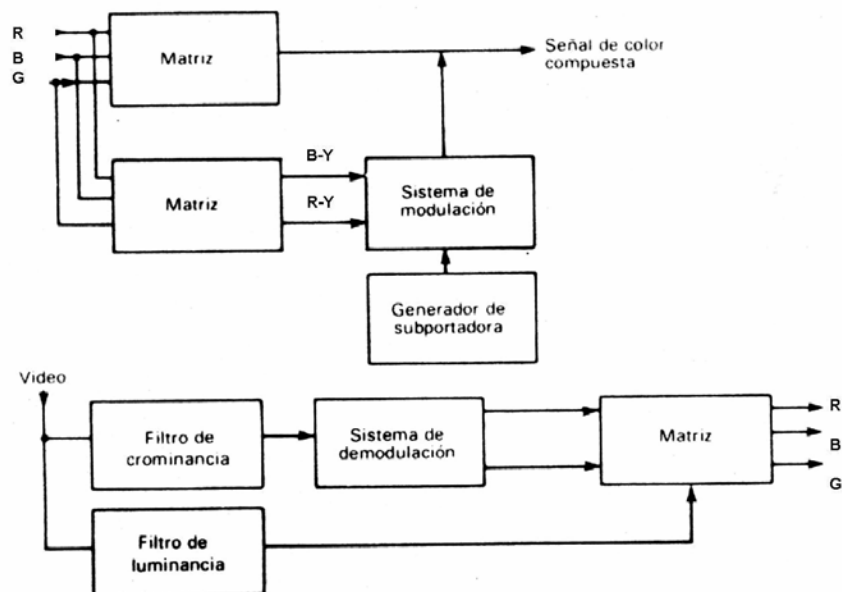 R
B
G
Matriz
Señal de color
compuesta
Matriz
B-Y
R-Y
Sistema de
modulación
Generador de
subportadora
Video
Filtro de
crominancia
Sistema de
demodulación
Matriz
R
B
G
Filtro de
luminancia